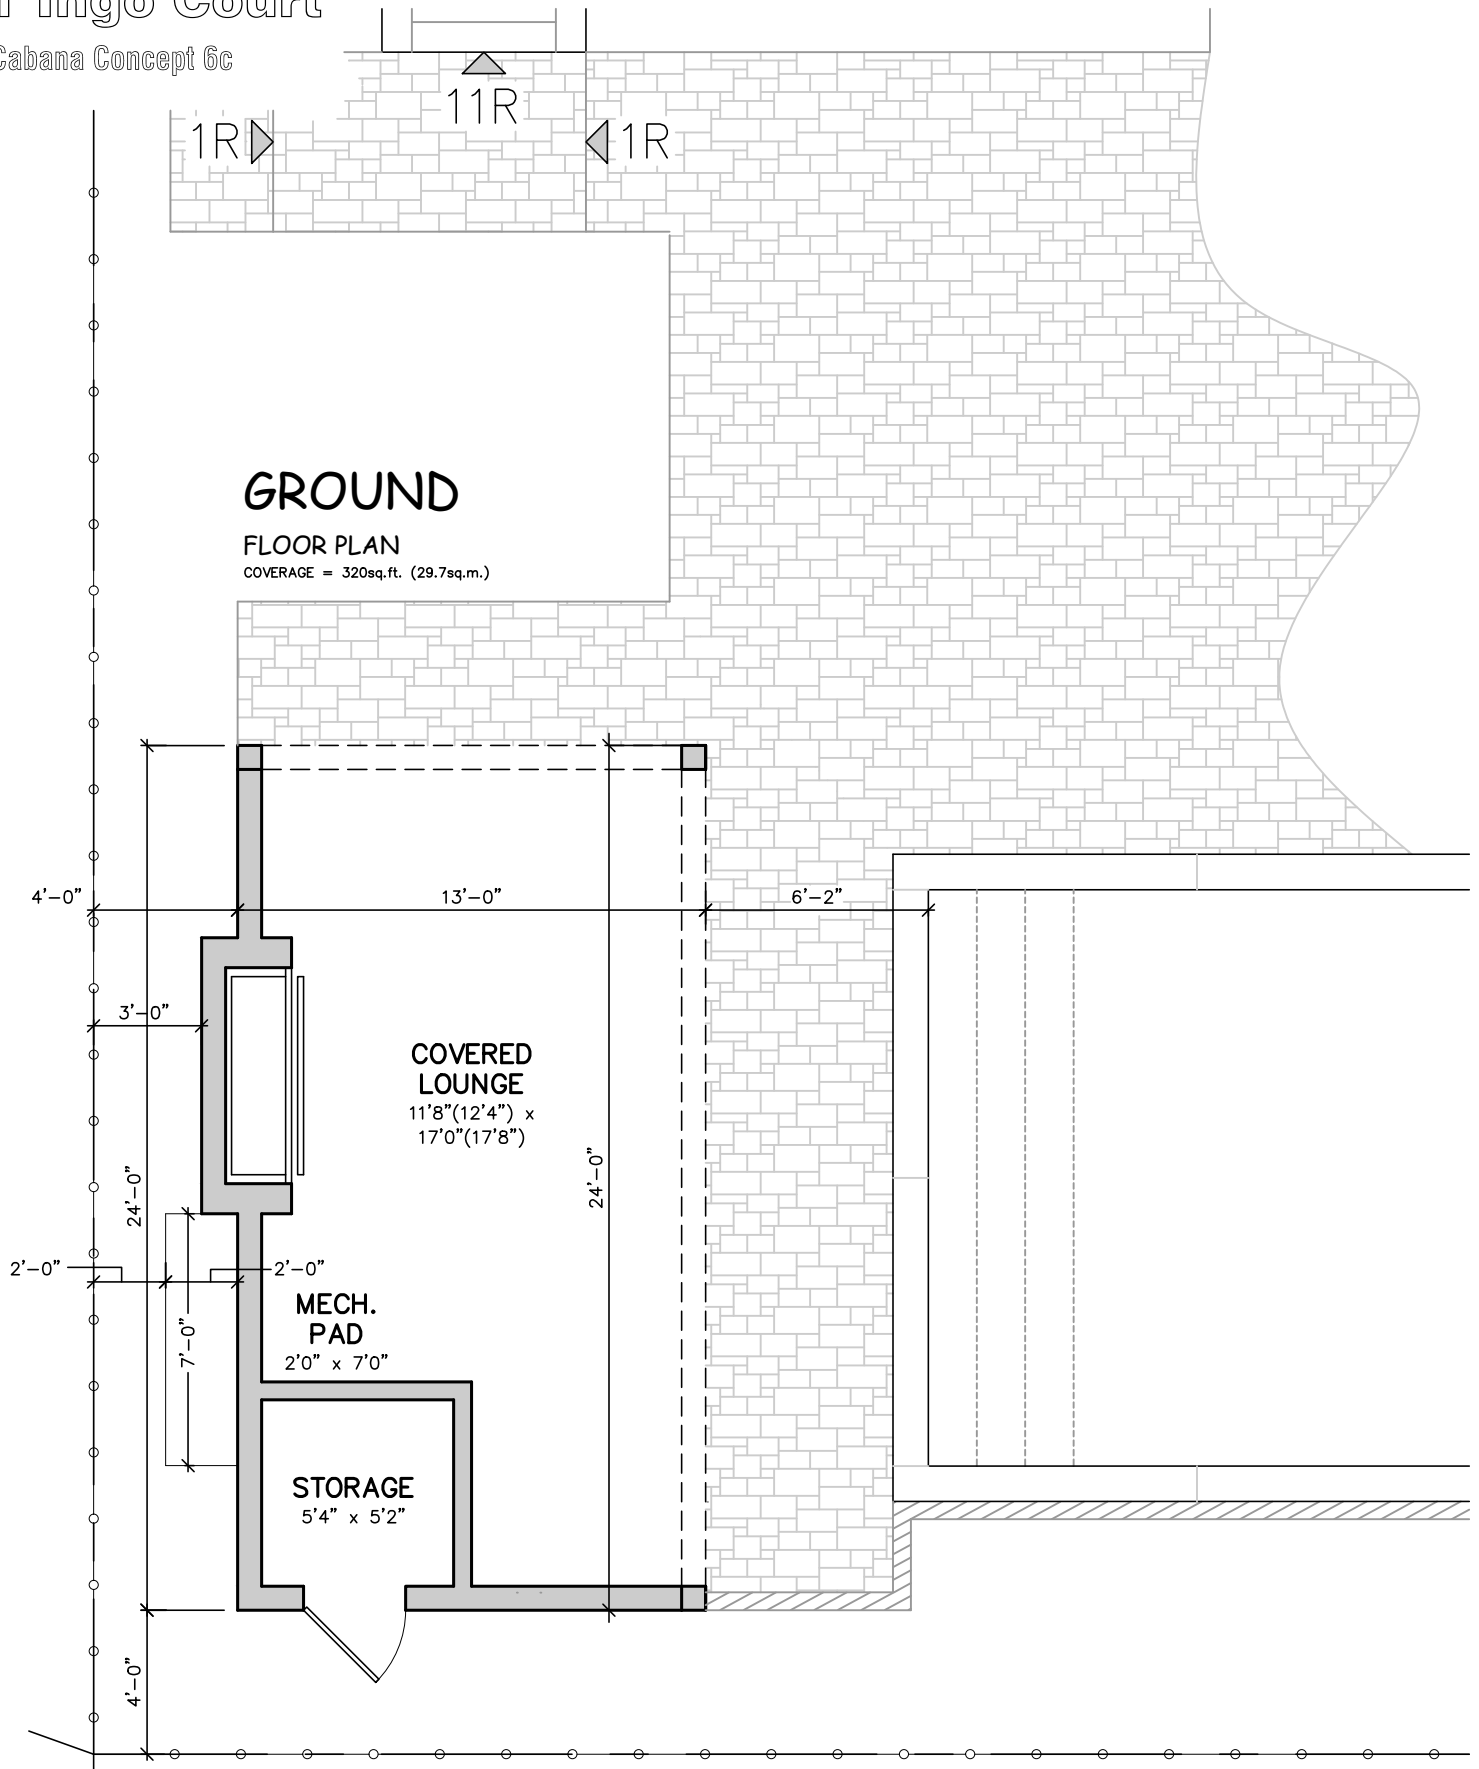 Ingo Court
Cabana Concept 6c
11R
1R
1R
GROUND
FLOOR PLAN
COVERAGE = 320sq.ft. (29.7sq.m.)
4'-0"
13'-0"
6'-2"
3'-0"
COVERED
LOUNGE
11'8"(12'4") x
17'0"(17'8")
24'-0"
24'-0"
2'-0"
2'-0"
MECH.
PAD
2'0" x 7'0"
7'-0"
STORAGE
5'4" x 5'2"
4'-0"